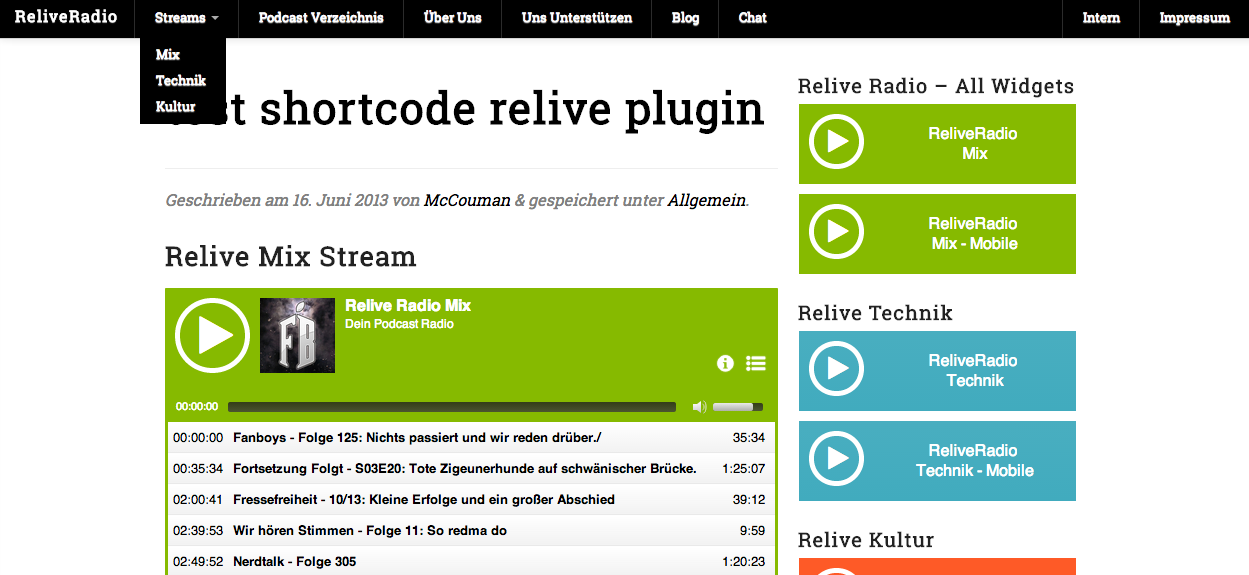 ReliveRadio Streams Podcast Verzeichnis Über Uns Uns Unterstützen Blog Chat Intern Impressum
Mix
Technik
Kultur
shortcode relive plugin
Geschrieben am 16. Juni 2013 von McCouman & gespeichert unter Allgemein.
Relive Mix Stream
FB
Relive Radio Mix
Dein Podcast Radio
00:00:00
00:00:00 Fanboys - Folge 125: Nichts passiert und wir reden drüber./ 35:34
00:35:34 Fortsetzung Folgt - S03E20: Tote Zigeunerhunde auf schwänischer Brücke. 1:25:07
02:00:41 Fressefreiheit - 10/13: Kleine Erfolge und ein großer Abschied 39:12
02:39:53 Wir hören Stimmen - Folge 11: So redma do 9:59
02:49:52 Nerdtalk - Folge 305 1:20:23
Relive Radio – All Widgets
ReliveRadio
Mix
ReliveRadio
Mix - Mobile
Relive Technik
ReliveRadio
Technik
ReliveRadio
Technik - Mobile
Relive Kultur